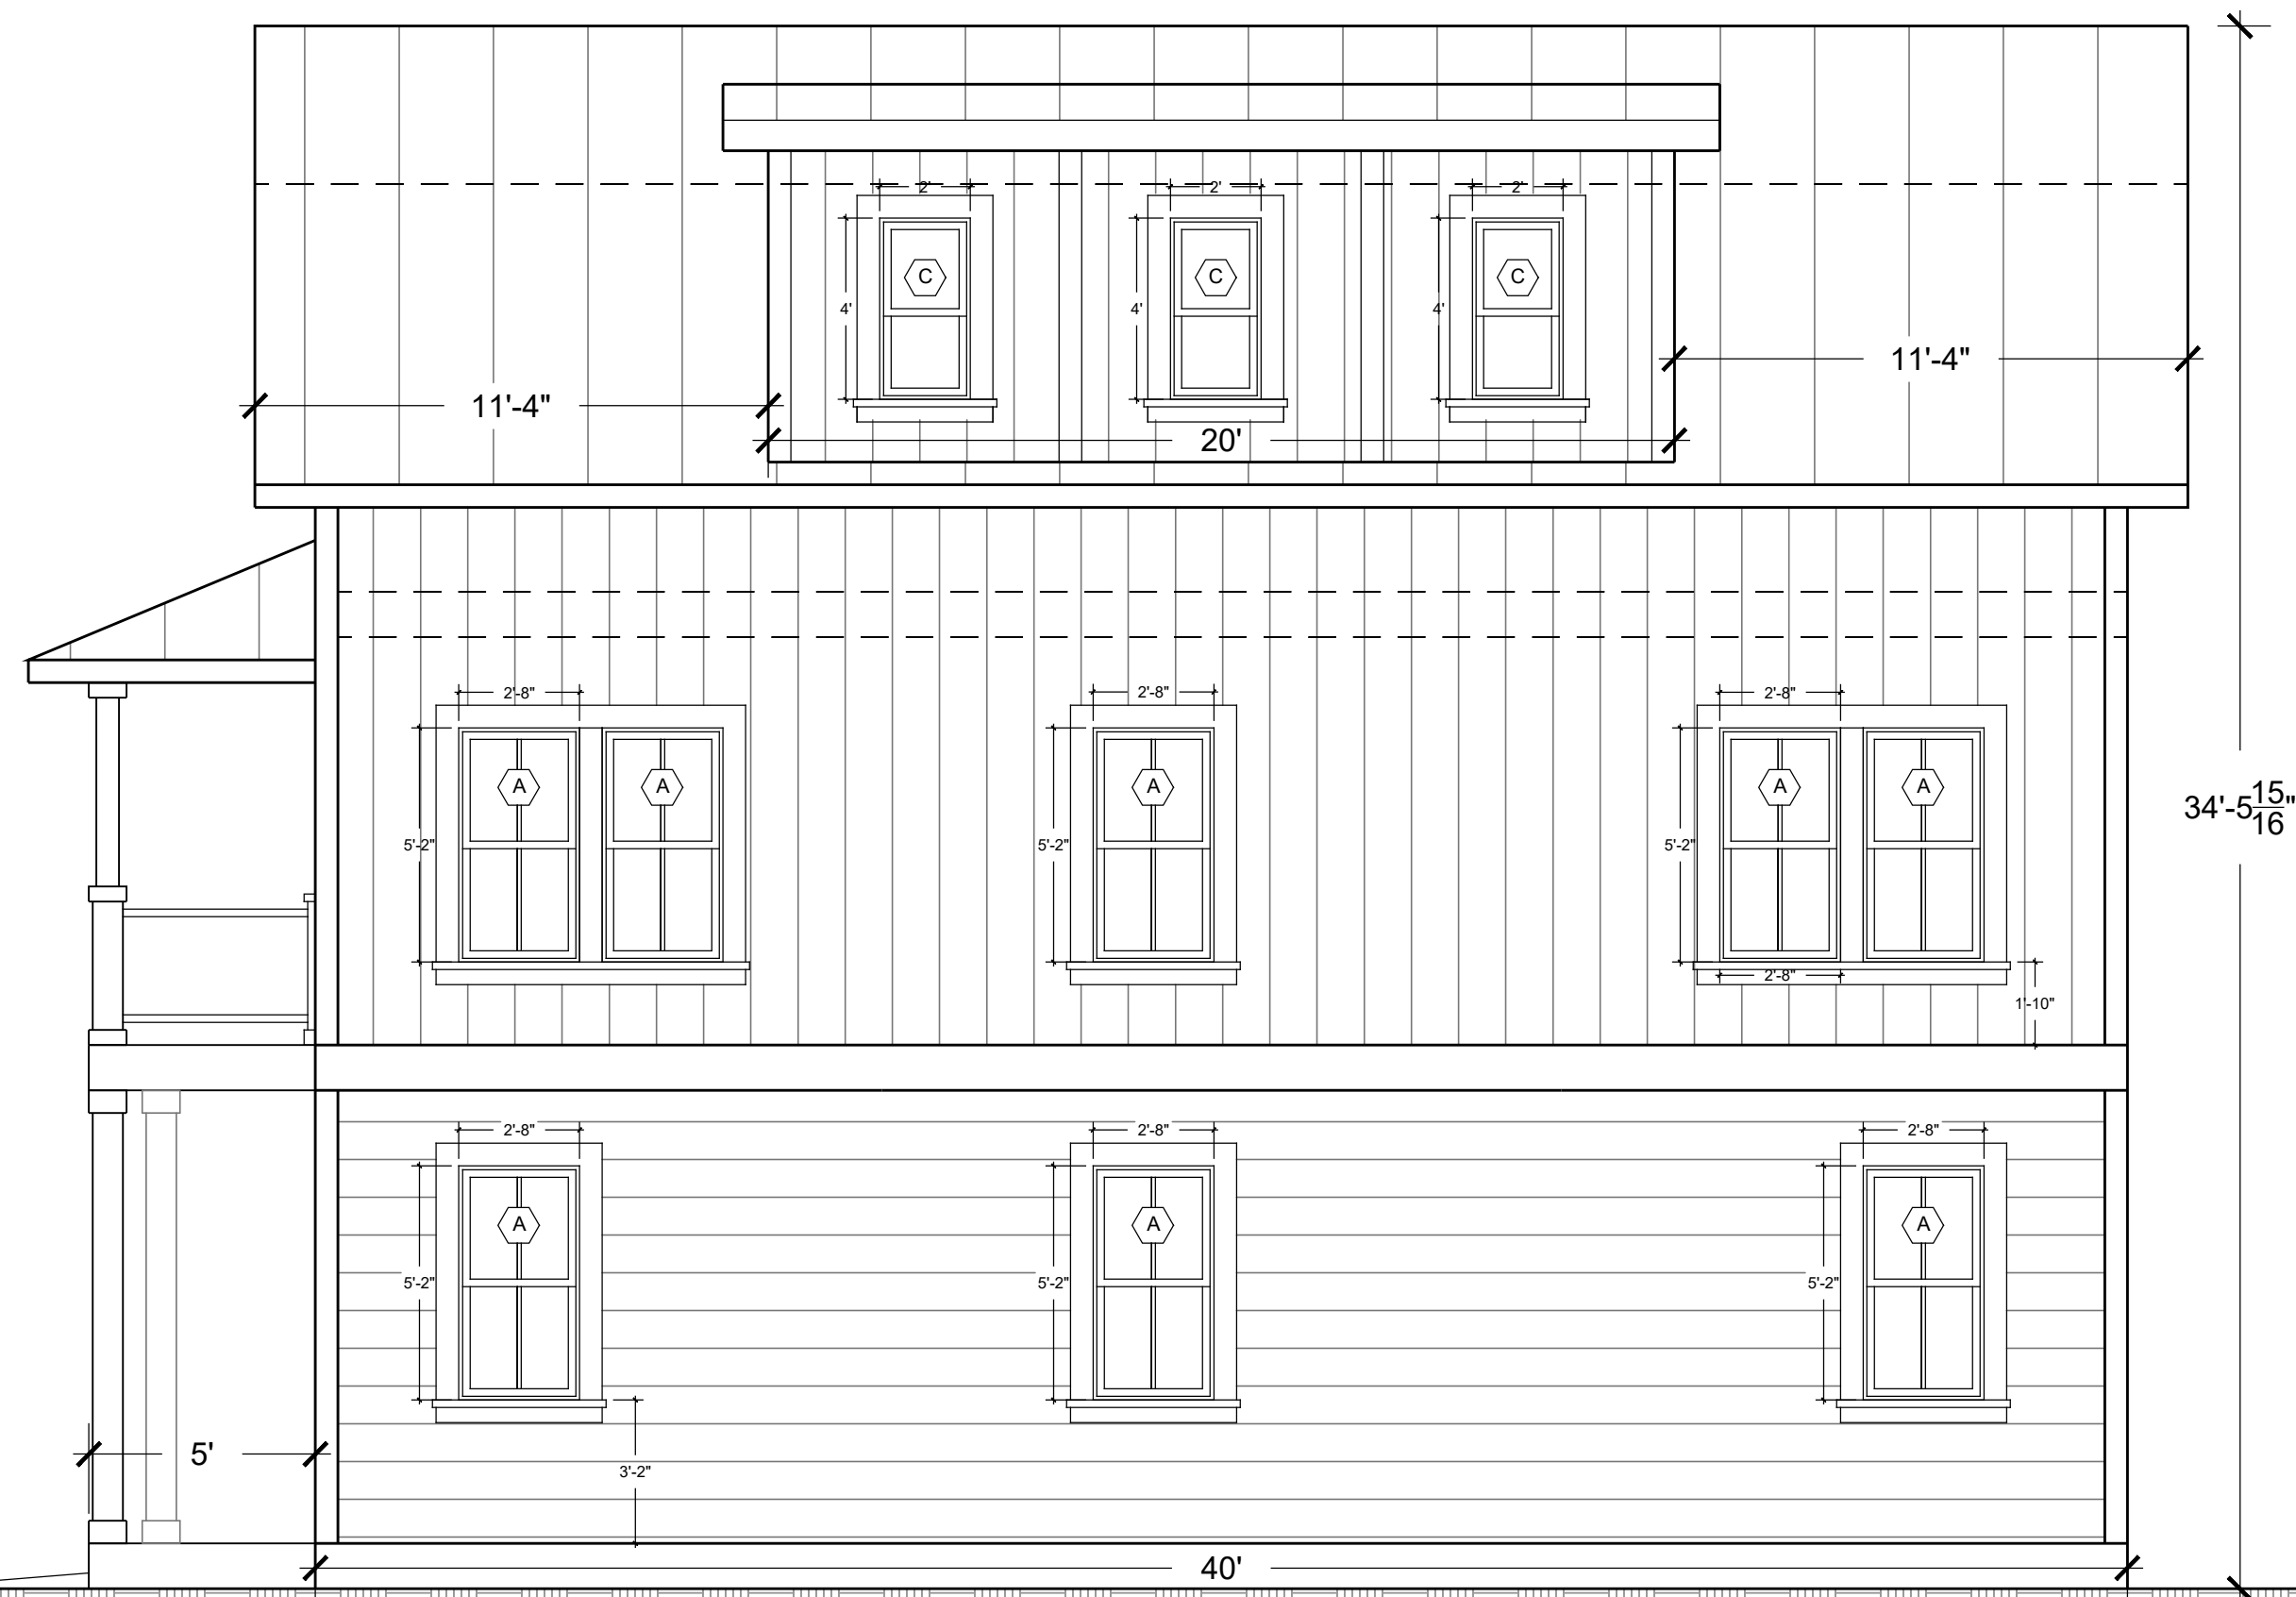 2' 2' 2'
C C C
4' 4' 4'
11'-4"
11'-4"
20'
2'-8" 2'-8" 2'-8"
A A A A A
34'-5 15/16"
5'-2" 5'-2" 5'-2"
2'-8"
1'-10"
2'-8" 2'-8" 2'-8"
A A A
5'-2" 5'-2" 5'-2"
5'
3'-2"
40'